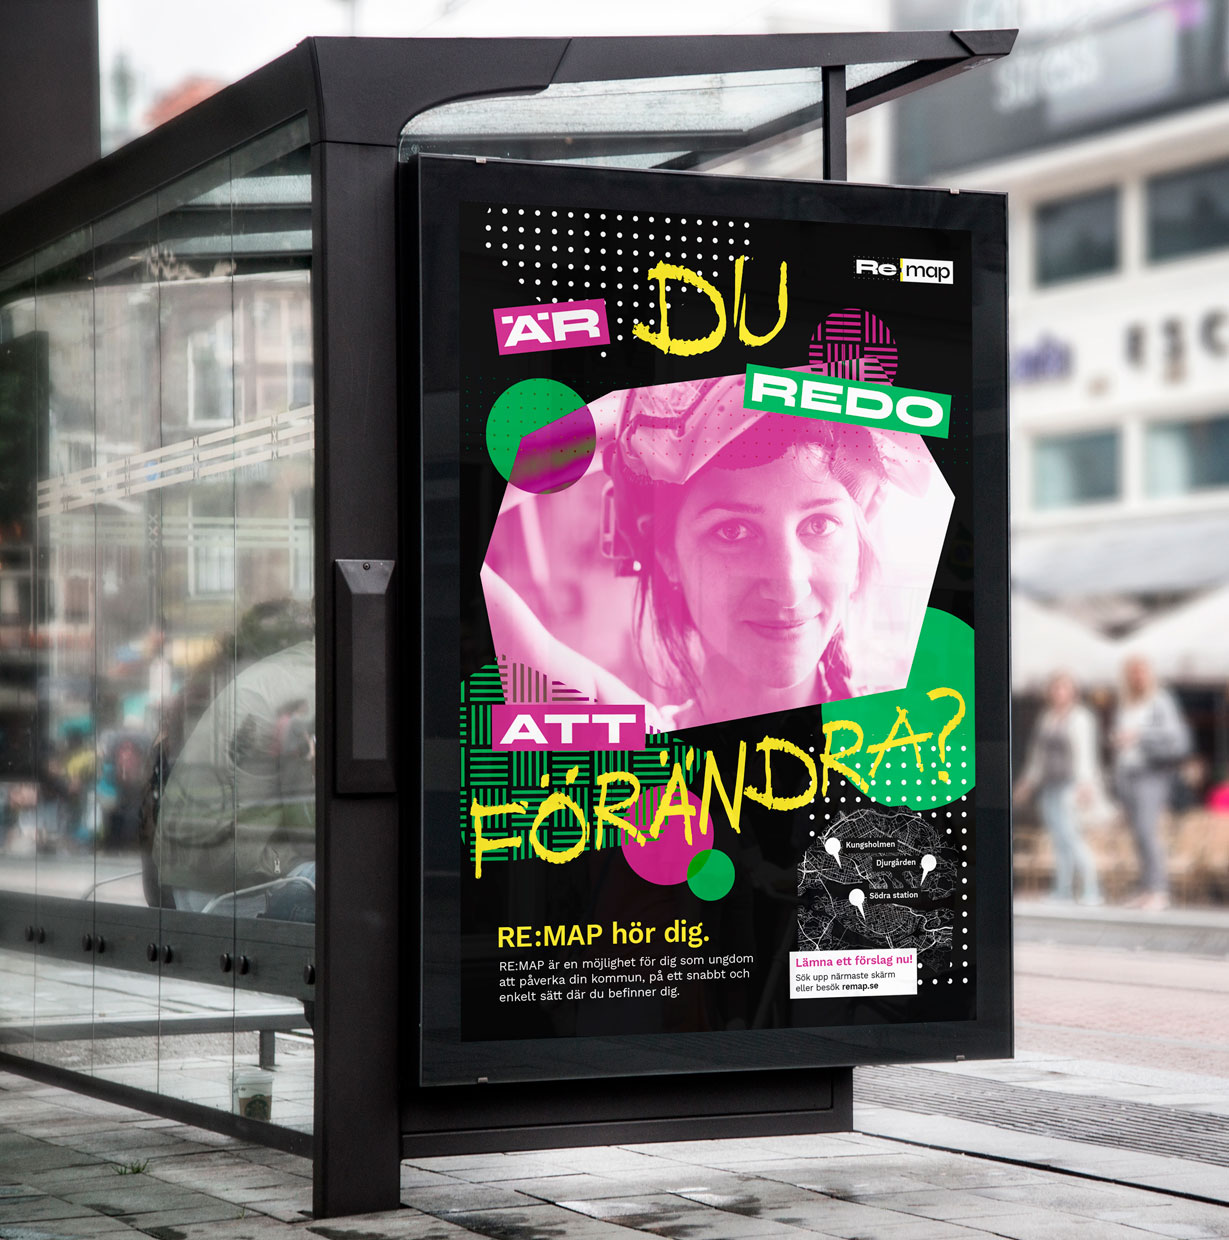 stress
Re:map
ÄR DU
REDO
ATT
FÖRÄNDRA?
Kungsholmen
Djurgården
Södra station
RE:MAP hör dig.
RE:MAP är en möjlighet för dig som ungdom
att påverka din kommun, på ett snabbt och
enkelt sätt där du befinner dig.
Lämna ett förslag nu!
Sök upp närmaste skärm
eller besök remap.se